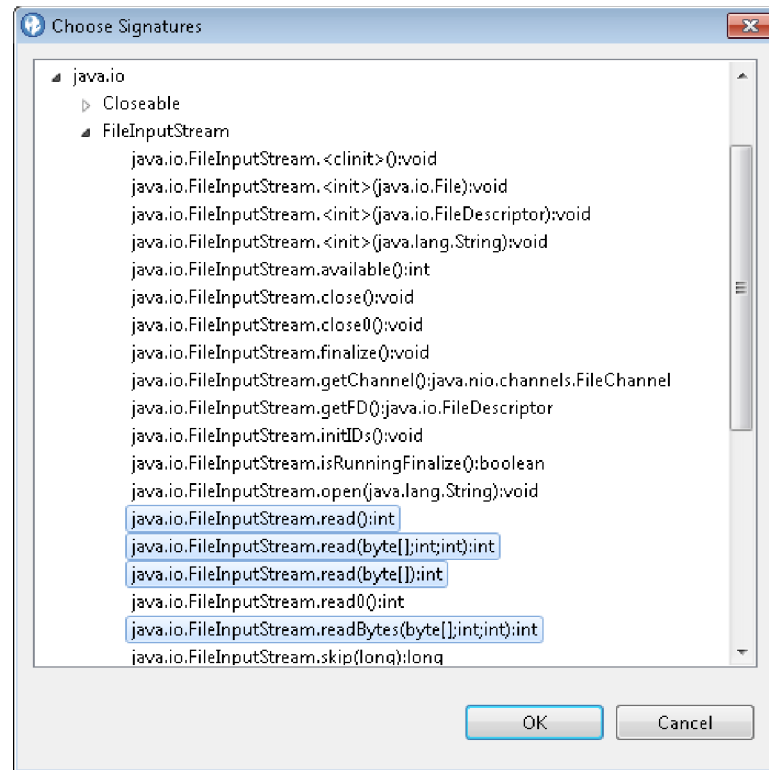 Choose Signatures
java.io
Closeable
FileInputStream
java.io.FileInputStream.<clinit>():void
java.io.FileInputStream.<init>(java.io.File):void
java.io.FileInputStream.<init>(java.io.FileDescriptor):void
java.io.FileInputStream.<init>(java.lang.String):void
java.io.FileInputStream.available():int
java.io.FileInputStream.close():void
java.io.FileInputStream.close0():void
java.io.FileInputStream.finalize():void
java.io.FileInputStream.getChannel():java.nio.channels.FileChannel
java.io.FileInputStream.getFD():java.io.FileDescriptor
java.io.FileInputStream.initIDs():void
java.io.FileInputStream.isRunningFinalize():boolean
java.io.FileInputStream.open(java.lang.String):void
java.io.FileInputStream.read():int
java.io.FileInputStream.read(byte[];int;int):int
java.io.FileInputStream.read(byte[]):int
java.io.FileInputStream.read0():int
java.io.FileInputStream.readBytes(byte[];int;int):int
java.io.FileInputStream.skip(long):long
OK Cancel